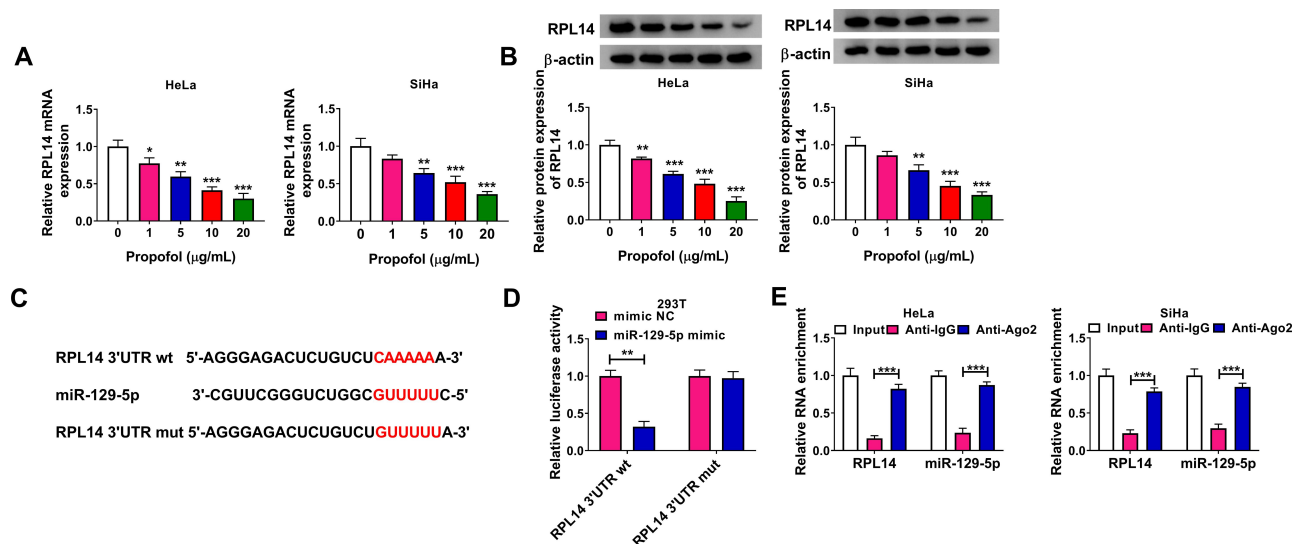 A
HeLa
Relative RPL14 mRNA
expression
1.5
1.0
0.5
0.0
*
**
***
***
0 1 5 10 20
Propofol (μg/mL)
SiHa
Relative RPL14 mRNA
expression
1.5
1.0
0.5
0.0
**
***
***
0 1 5 10 20
Propofol (μg/mL)
B
RPL14
β-actin
HeLa
Relative protein expression
of RPL14
1.5
1.0
0.5
0.0
**
***
***
***
0 1 5 10 20
Propofol (μg/mL)
RPL14
β-actin
SiHa
Relative protein expression
of RPL14
1.5
1.0
0.5
0.0
**
***
***
0 1 5 10 20
Propofol (μg/mL)
C
RPL14 3'UTR wt 5'-AGGGAGACUCUGUCUCAAAAAA-3'
miR-129-5p 3'-CGUUCGGGUCUGGCGUUUUUC-5'
RPL14 3'UTR mut 5'-AGGGAGACUCUGUCUGUUUUUA-3'
D
293T
mimic NC
miR-129-5p mimic
Relative luciferase activity
1.5
1.0
0.5
0.0
**
RPL14 3'UTR wt
RPL14 3'UTR mut
E
HeLa
Input Anti-IgG Anti-Ago2
Relative RNA enrichment
1.5
1.0
0.5
0.0
***
***
RPL14 miR-129-5p
SiHa
Input Anti-IgG Anti-Ago2
Relative RNA enrichment
1.5
1.0
0.5
0.0
***
***
RPL14 miR-129-5p